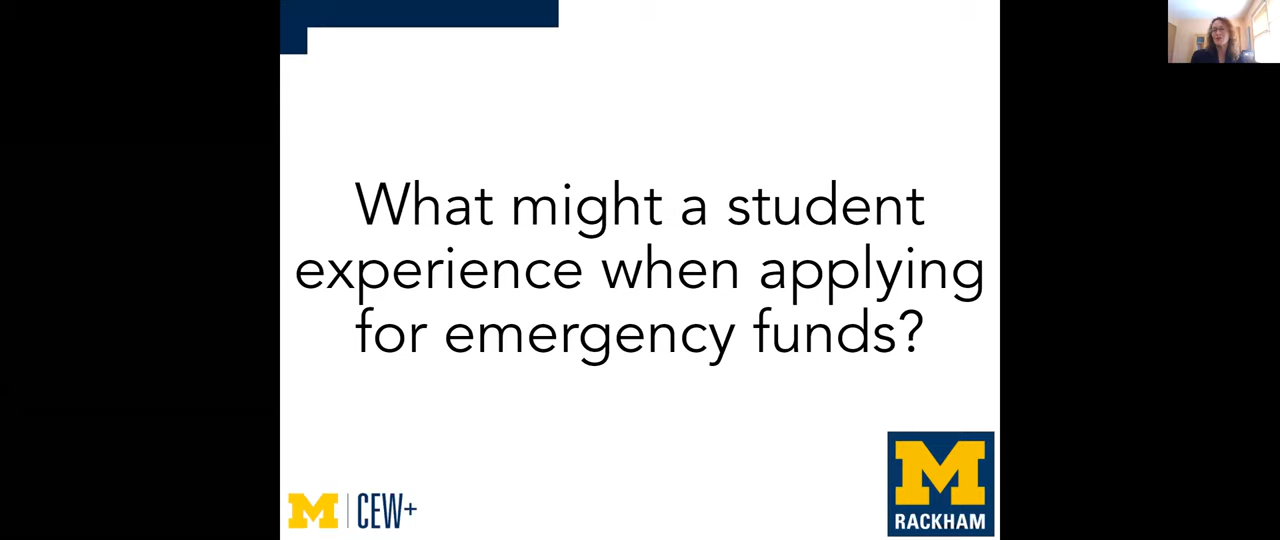 What might a student
experience when applying
for emergency funds?
M | CEW+
M
RACKHAM